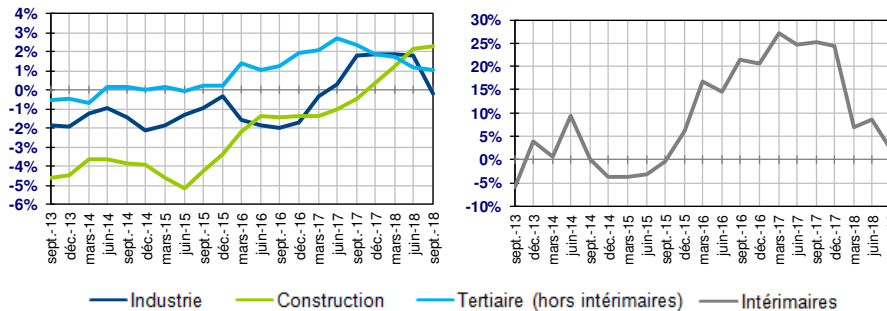 4%
3%
2%
1%
0%
-1%
-2%
-3%
-4%
-5%
-6%
sept.-13
déc.-13
mars-14
juin-14
sept.-14
déc.-14
mars-15
juin-15
sept.-15
déc.-15
mars-16
juin-16
sept.-16
déc.-16
mars-17
juin-17
sept.-17
déc.-17
mars-18
juin-18
sept.-18
30%
25%
20%
15%
10%
5%
0%
-5%
-10%
sept.-13
déc.-13
mars-14
juin-14
sept.-14
déc.-14
mars-15
juin-15
sept.-15
déc.-15
mars-16
juin-16
sept.-16
déc.-16
mars-17
juin-17
sept.-17
déc.-17
mars-18
juin-18
Industrie
Construction
Tertiaire (hors intérimaires)
Intérimaires